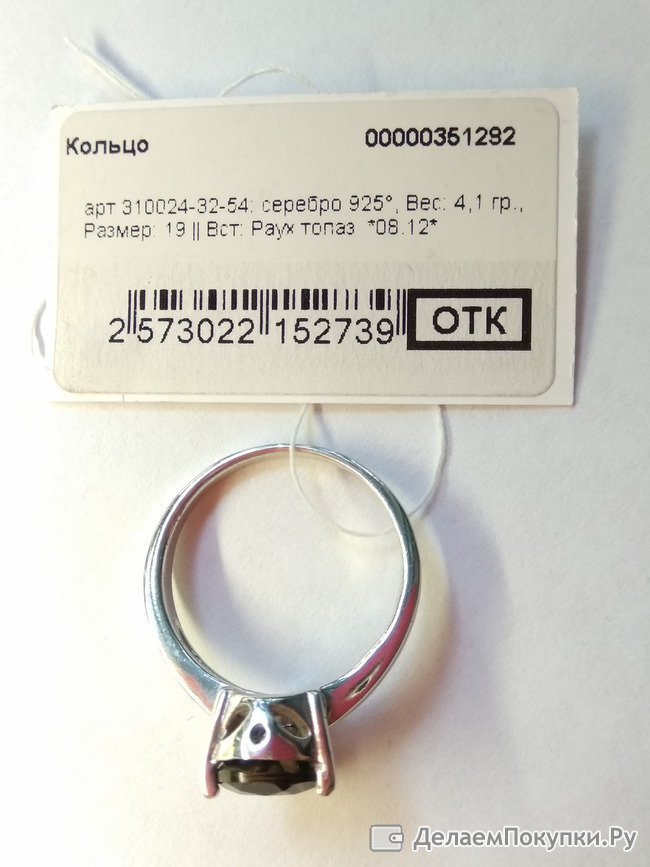 Кольцо 00000351292
арт 310024-32-54: серебро 925°, Вес: 4,1 гр.,
Размер: 19 || Вст: Раух топаз *08.12*
2 573022 152739 ОТК
ДелаемПокупки.Ру